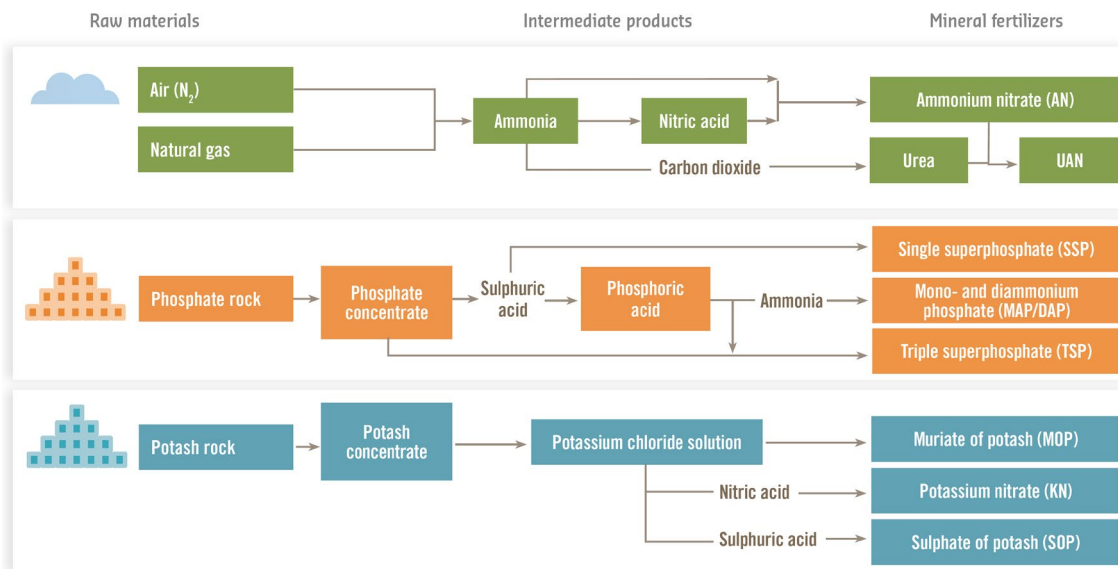 Raw materials
Intermediate products
Mineral fertilizers
Air (N₂)
Natural gas
Ammonia
Nitric acid
Carbon dioxide
Ammonium nitrate (AN)
Urea
UAN
Phosphate rock
Phosphate
concentrate
Sulphuric
acid
Phosphoric
acid
Ammonia
Single superphosphate (SSP)
Mono- and diammonium
phosphate (MAP/DAP)
Triple superphosphate (TSP)
Potash rock
Potash
concentrate
Potassium chloride solution
Nitric acid
Sulphuric acid
Muriate of potash (MOP)
Potassium nitrate (KN)
Sulphate of potash (SOP)